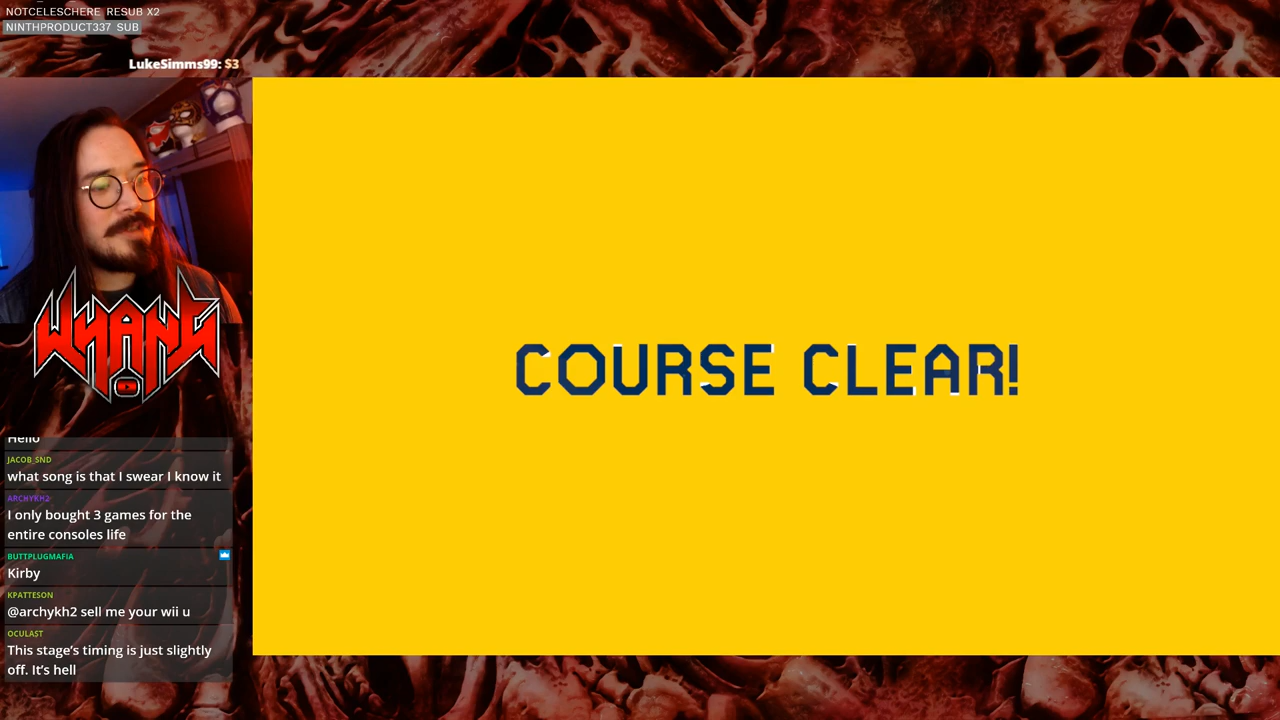 NOTCELESCHERE RESUB X2
NINTHPRODUCT337 SUB
LukeSimms99: $3
WYANG
COURSE CLEAR!
Hello
JACOB_SND
what song is that I swear I know it
ARCHYKH2
I only bought 3 games for the
entire consoles life
BUTTPLUGMAFIA
Kirby
KPATTESON
@archykh2 sell me your wii u
OCULAST
This stage's timing is just slightly
off. It's hell